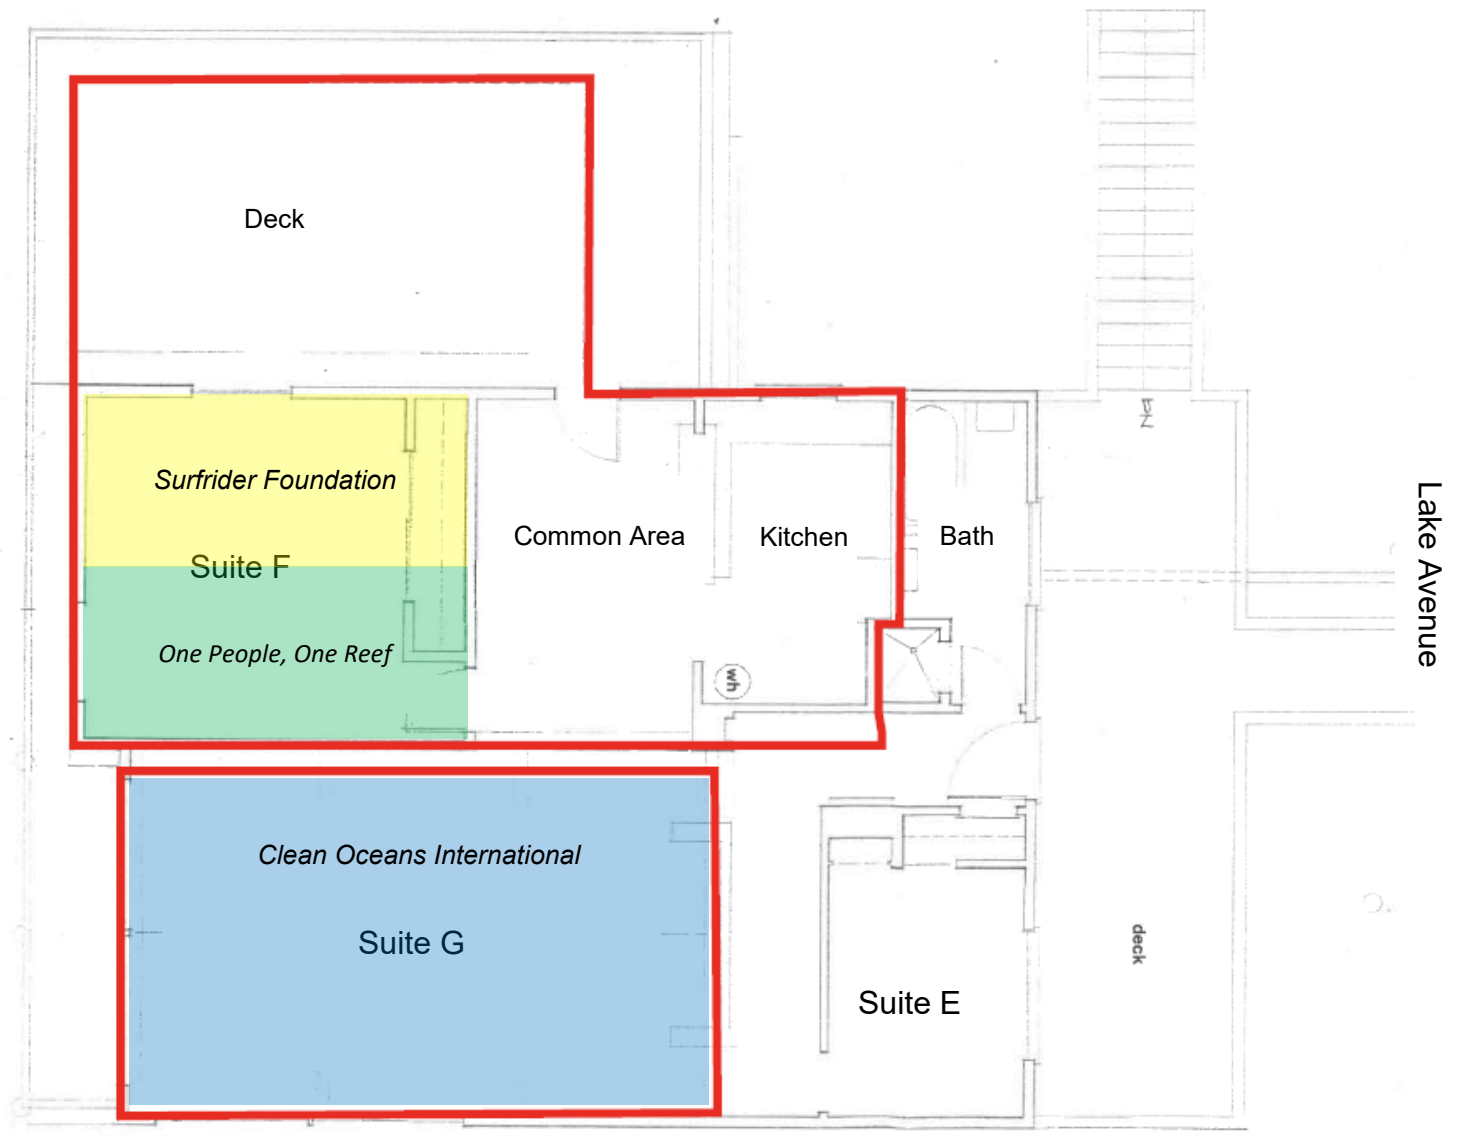 Deck
Surfrider Foundation
Suite F
One People, One Reef
Common Area
Kitchen
Bath
wh
Lake Avenue
Clean Oceans International
Suite G
Suite E
deck